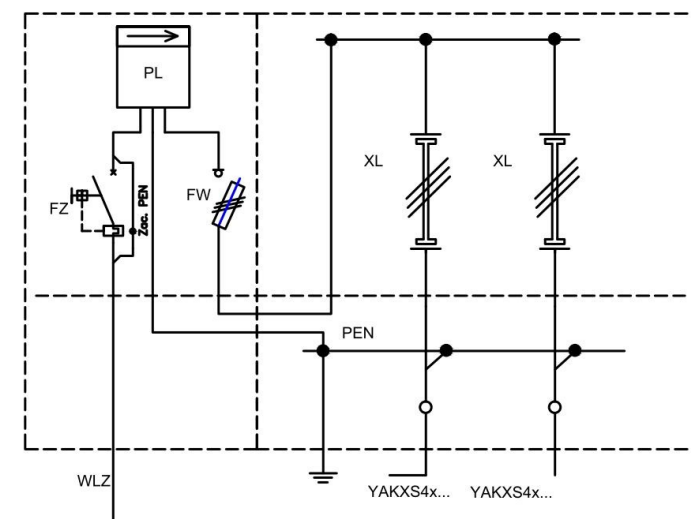 PL
XL
XL
FZ
Zac. PEN
FW
PEN
WLZ
YAKXS4x...
YAKXS4x...